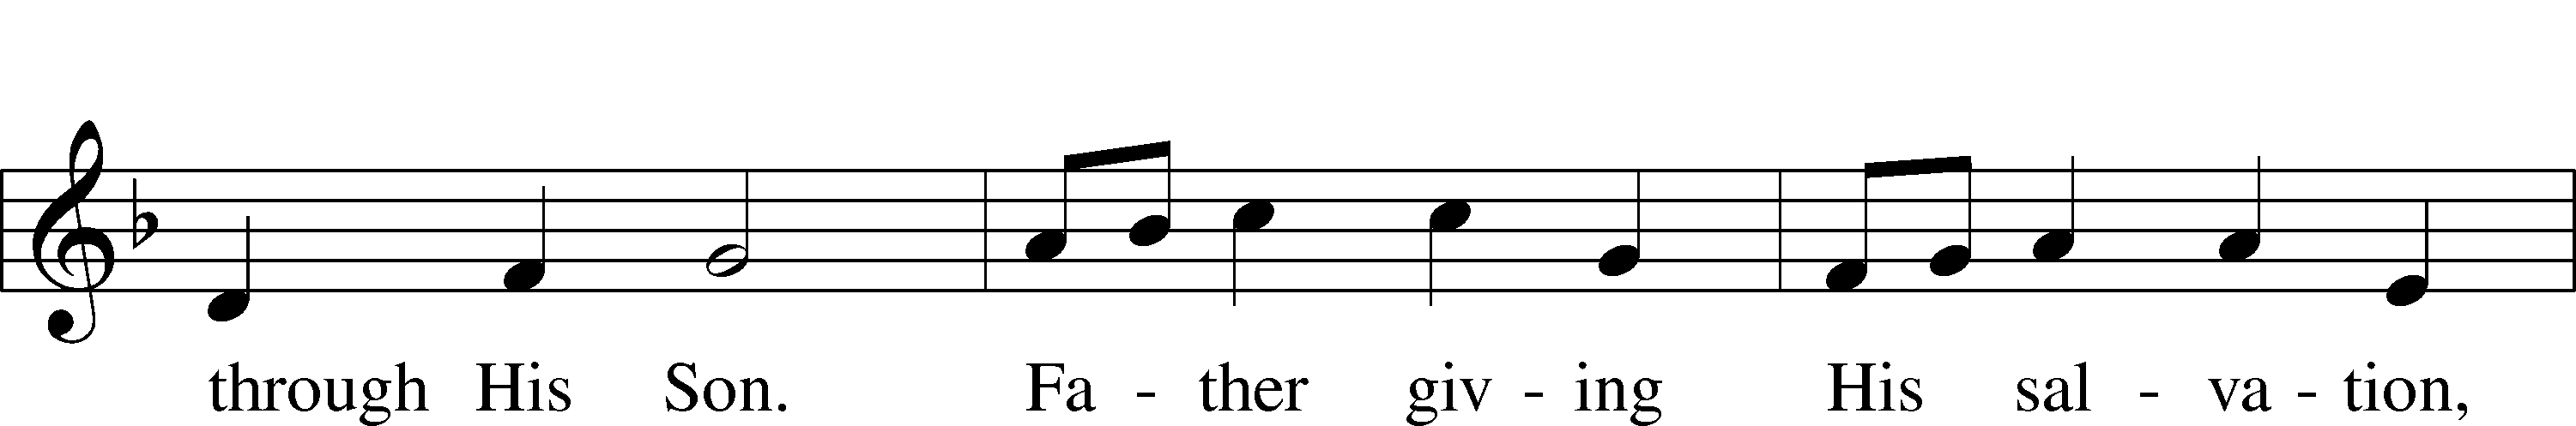 through His Son. Fa - ther giv - ing His sal - va - tion,